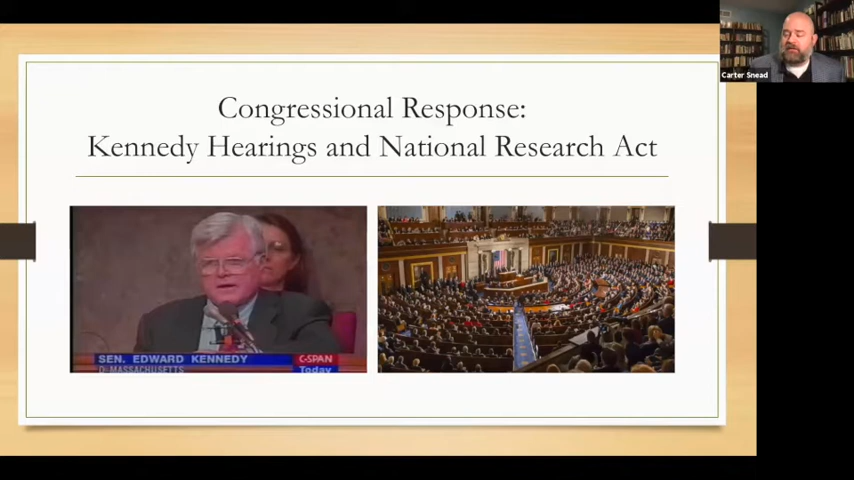 Carter Snead
Congressional Response:
Kennedy Hearings and National Research Act
SEN. EDWARD KENNEDY
D-MASSACHUSETTS
C-SPAN
Today